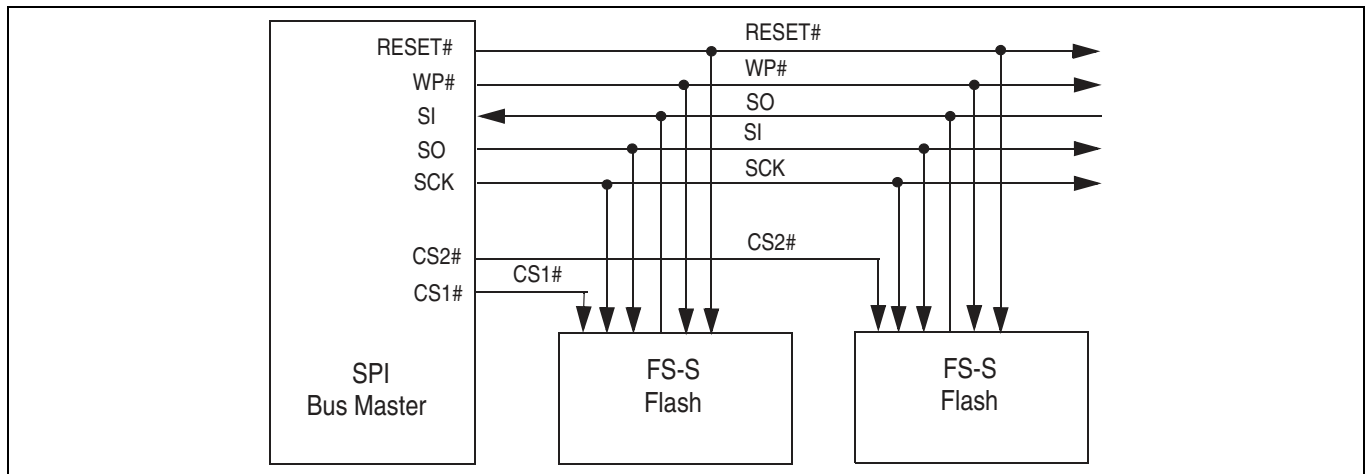 RESET#
RESET#
WP#
WP#
SI
SO
SO
SI
SCK
SCK
CS2#
CS2#
CS1#
CS1#
SPI
Bus Master
FS-S
Flash
FS-S
Flash